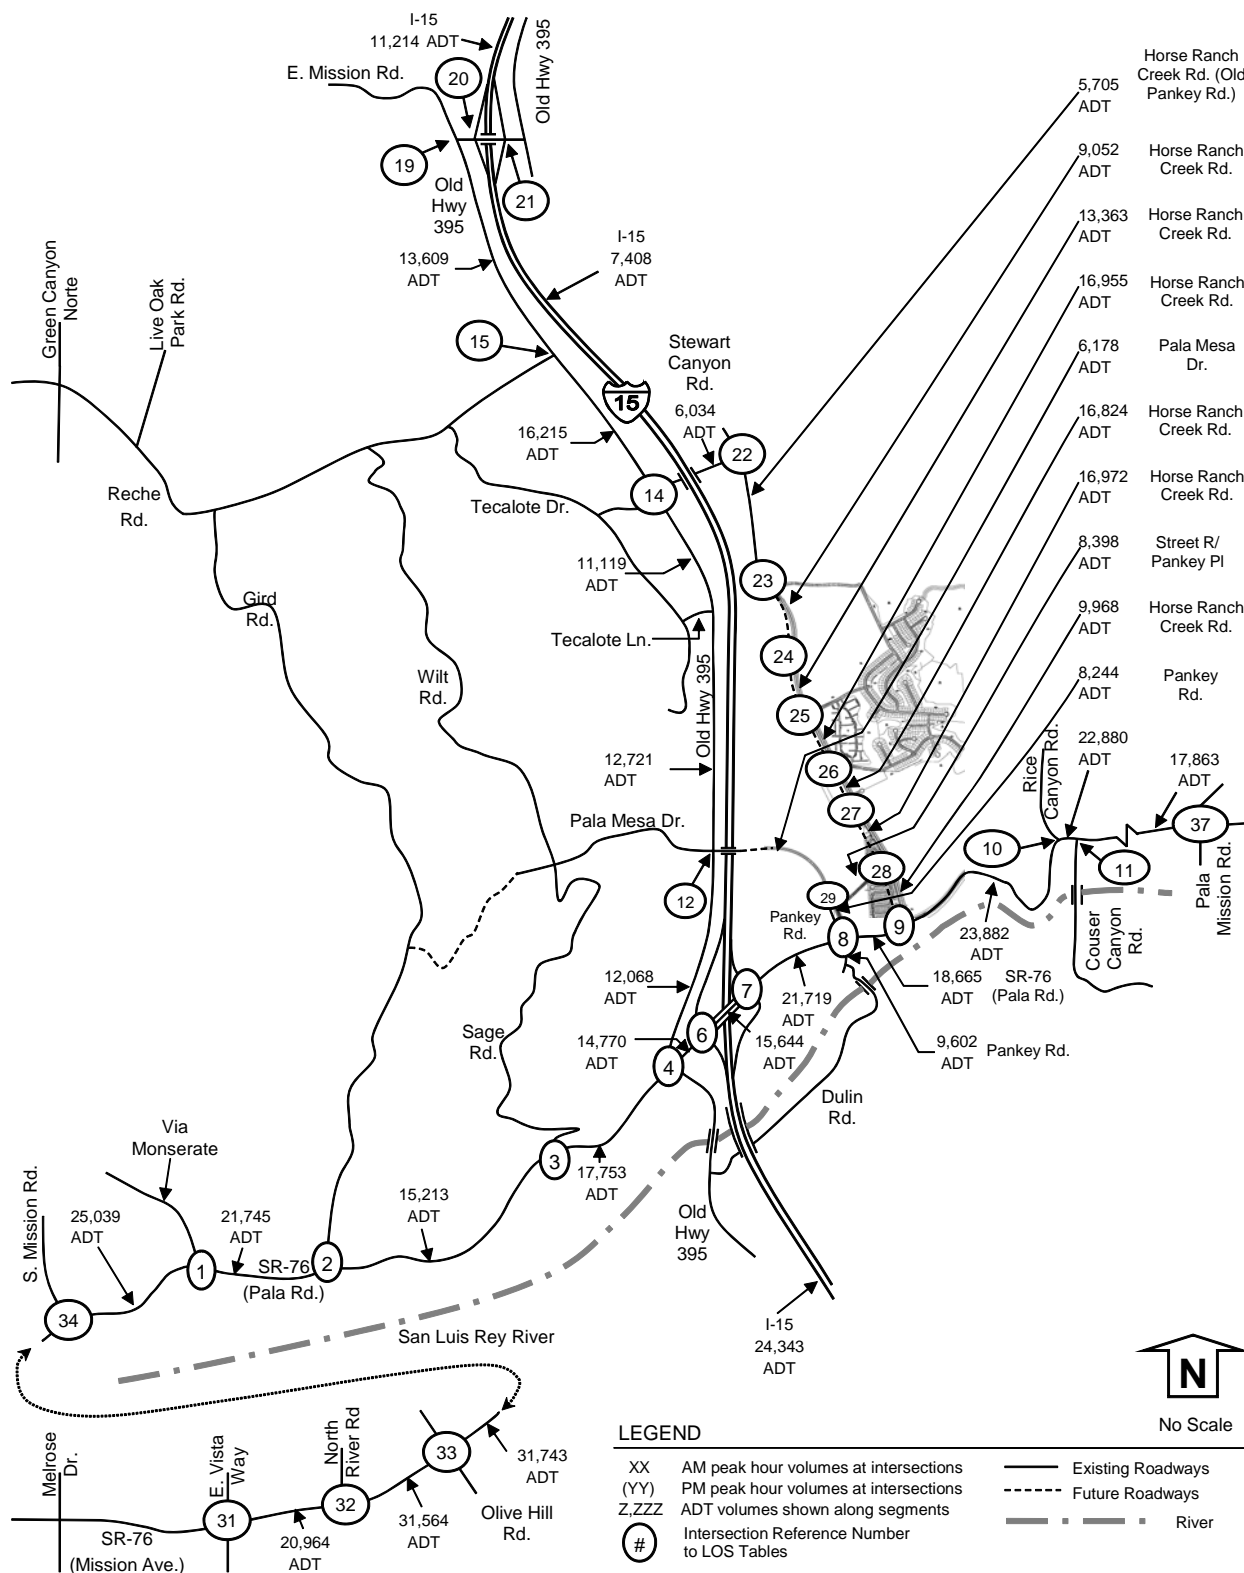 I-15
11,214 ADT
Old Hwy 395
E. Mission Rd.
20
19
21
Old
Hwy
395
Horse Ranch
Creek Rd. (Old
Pankey Rd.)
5,705
ADT
9,052
ADT
Horse Ranch
Creek Rd.
13,363
ADT
Horse Ranch
Creek Rd.
16,955
ADT
Horse Ranch
Creek Rd.
6,178
ADT
Pala Mesa
Dr.
16,824
ADT
Horse Ranch
Creek Rd.
16,972
ADT
Horse Ranch
Creek Rd.
8,398
ADT
Street R/
Pankey Pl
9,968
ADT
Horse Ranch
Creek Rd.
8,244
ADT
Pankey
Rd.
13,609
ADT
I-15
7,408
ADT
Green Canyon
Norte
Live Oak
Park Rd.
15
15
Stewart
Canyon
Rd.
6,034
ADT
22
16,215
ADT
14
Reche
Rd.
Tecalote Dr.
11,119
ADT
23
Gird
Rd.
Tecalote Ln.
Wilt
Rd.
Old Hwy 395
24
25
26
27
28
29
12,721
ADT
Pala Mesa Dr.
12
Rice
Canyon Rd.
22,880
ADT
17,863
ADT
37
10
11
Pala
Mission Rd.
Couser
Canyon
Rd.
Pankey
Rd.
8
9
23,882
ADT
12,068
ADT
7
21,719
ADT
18,665
ADT
SR-76
(Pala Rd.)
Sage
Rd.
14,770
ADT
6
15,644
ADT
9,602
ADT
Pankey Rd.
4
Dulin
Rd.
Via
Monserate
3
17,753
ADT
S. Mission Rd.
25,039
ADT
21,745
ADT
15,213
ADT
Old
Hwy
395
1
SR-76
(Pala Rd.)
2
34
San Luis Rey River
I-15
24,343
ADT
N
No Scale
Melrose
Dr.
E. Vista
Way
North
River Rd
33
31,743
ADT
31
32
SR-76
(Mission Ave.)
20,964
ADT
31,564
ADT
Olive Hill
Rd.
LEGEND
XX AM peak hour volumes at intersections
(YY) PM peak hour volumes at intersections
Z,ZZZ ADT volumes shown along segments
# Intersection Reference Number
to LOS Tables
Existing Roadways
Future Roadways
River